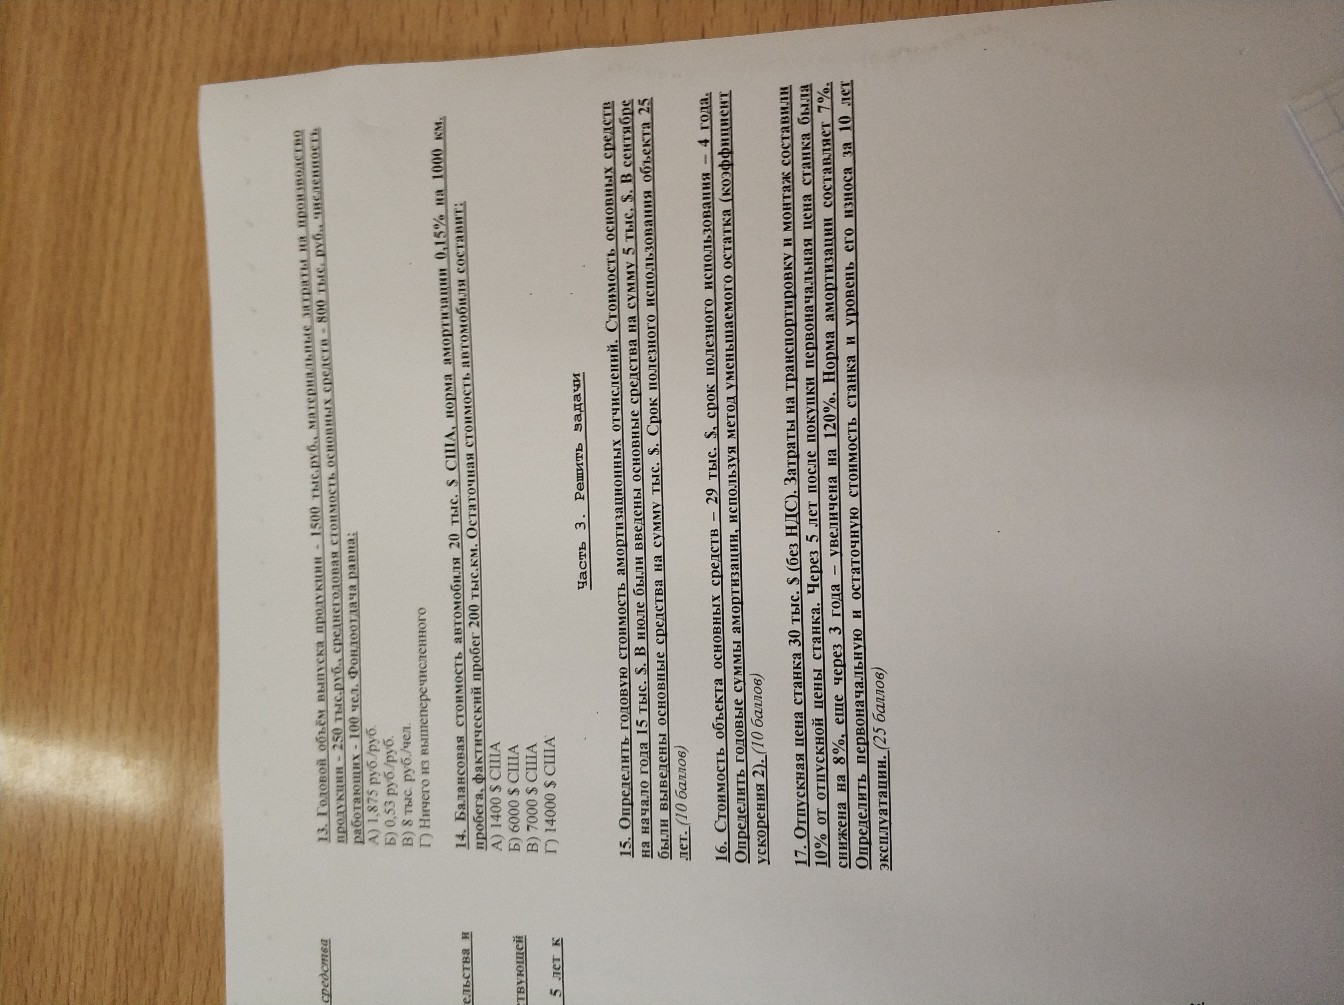 средства
ельства и
ствующей
5 лет к
13. Годовой объём выпуска продукции - 1500 тыс.руб., материальные затраты на производство
продукции - 250 тыс.руб., среднегодовая стоимость основных средств - 800 тыс. руб., численность
работающих - 100 чел. Фондоотдача равна:
А) 1,875 руб./руб.
Б) 0,53 руб./руб.
В) 8 тыс. руб./чел.
Г) Ничего из вышеперечисленного
14. Балансовая стоимость автомобиля 20 тыс. $ США, норма амортизации 0,15% на 1000 км.
пробега, фактический пробег 200 тыс.км. Остаточная стоимость автомобиля составит:
А) 1400 $ США
Б) 6000 $ США
В) 7000 $ США
Г) 14000 $ США
Часть 3. Решить задачи
15. Определить годовую стоимость амортизационных отчислений. Стоимость основных средств
на начало года 15 тыс. $. В июле были введены основные средства на сумму 5 тыс. $. В сентябре
были выведены основные средства на сумму тыс. $. Срок полезного использования объекта 25
лет. (10 баллов)
16. Стоимость объекта основных средств – 29 тыс. $, срок полезного использования – 4 года.
Определить годовые суммы амортизации, используя метод уменьшаемого остатка (коэффициент
ускорения 2). (10 баллов)
17. Отпускная цена станка 30 тыс. $ (без НДС). Затраты на транспортировку и монтаж составили
10% от отпускной цены станка. Через 5 лет после покупки первоначальная цена станка была
снижена на 8%, еще через 3 года – увеличена на 120%. Норма амортизации составляет 7%.
Определить первоначальную и остаточную стоимость станка и уровень его износа за 10 лет
эксплуатации. (25 баллов)